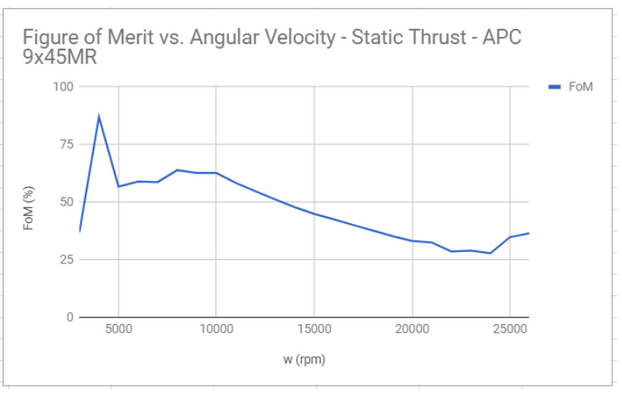 Figure of Merit vs. Angular Velocity - Static Thrust - APC
9x45MR
FoM
100
75
50
25
0
FoM (%)
5000 10000 15000 20000 25000
w (rpm)